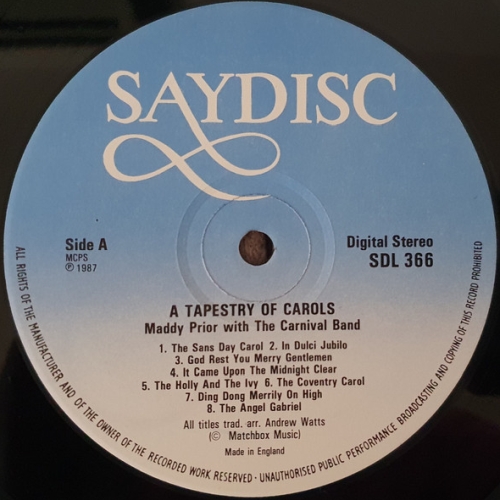 SAYDISC
Side A
MCPS
Ⓟ 1987
Digital Stereo
SDL 366
A TAPESTRY OF CAROLS
Maddy Prior with The Carnival Band
1. The Sans Day Carol 2. In Dulci Jubilo
3. God Rest You Merry Gentlemen
4. It Came Upon The Midnight Clear
5. The Holly And The Ivy 6. The Coventry Carol
7. Ding Dong Merrily On High
8. The Angel Gabriel
All titles trad. arr. Andrew Watts
(© Matchbox Music)
Made in England
ALL RIGHTS OF THE MANUFACTURER AND OF THE OWNER OF THE RECORDED WORK RESERVED · UNAUTHORISED PUBLIC PERFORMANCE BROADCASTING AND COPYING OF THIS RECORD PROHIBITED